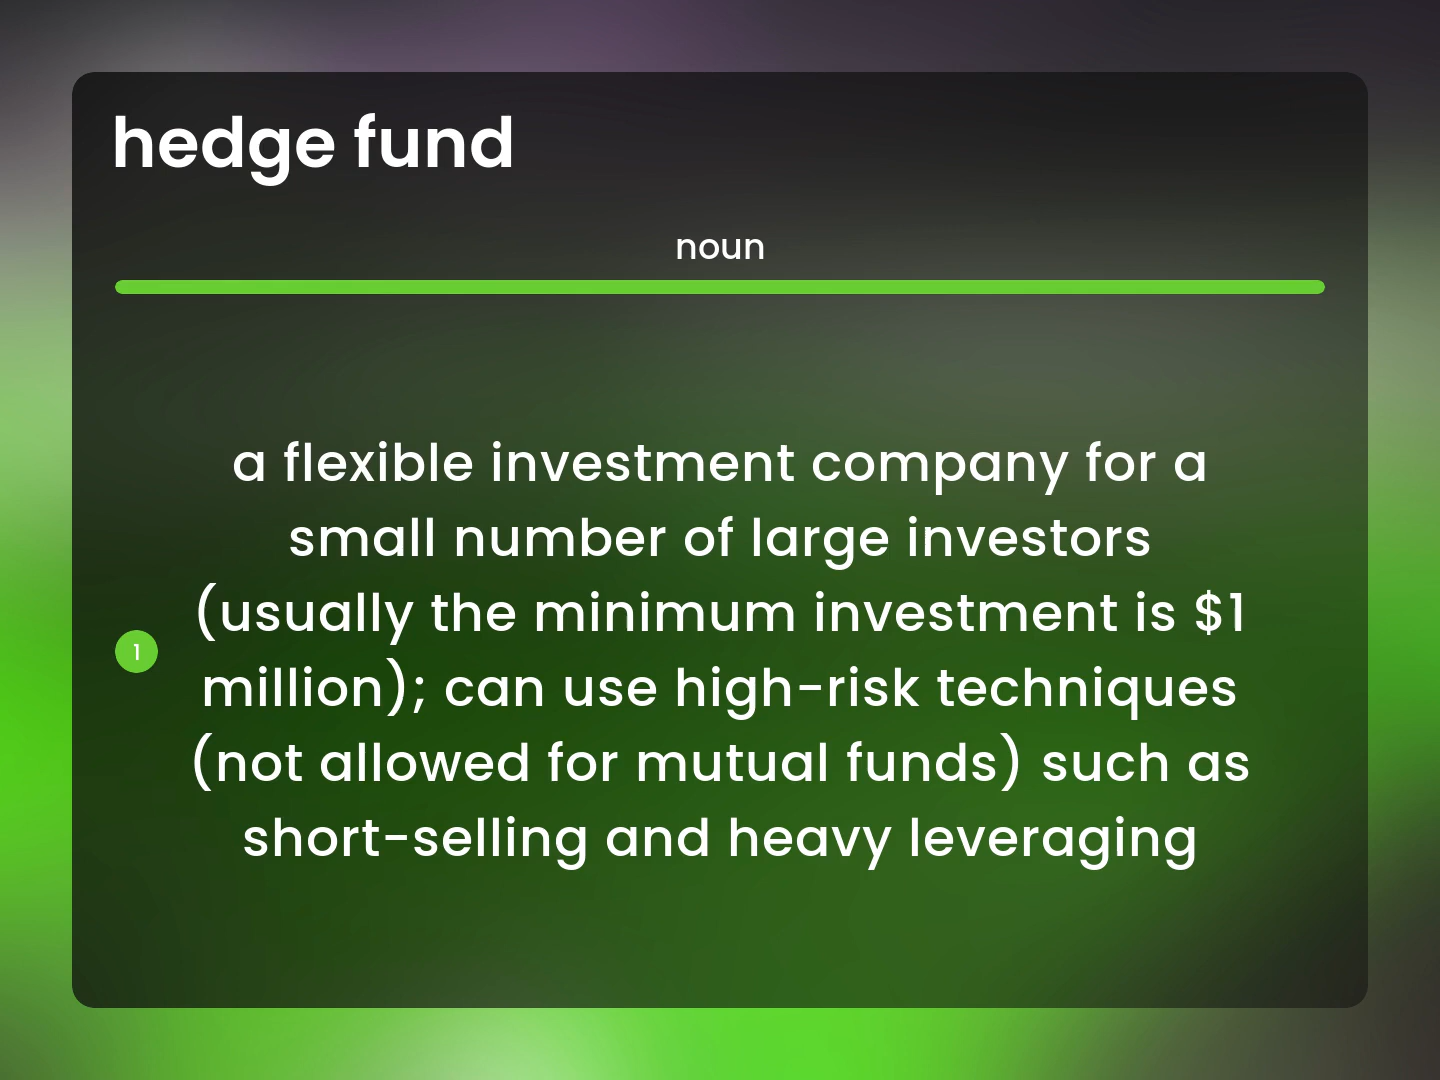 hedge fund
noun
1
a flexible investment company for a
small number of large investors
(usually the minimum investment is $1
million); can use high-risk techniques
(not allowed for mutual funds) such as
short-selling and heavy leveraging